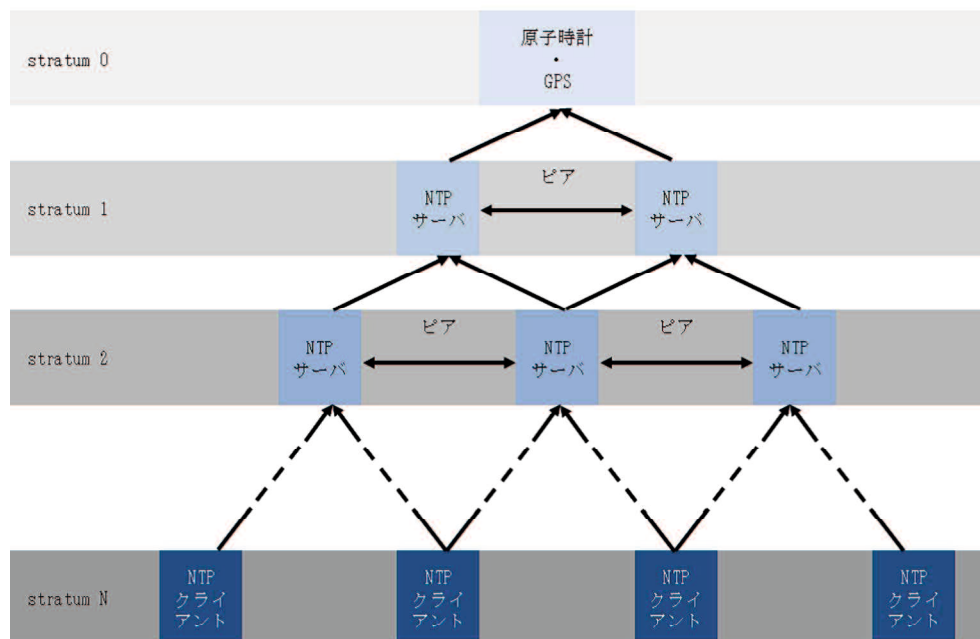 stratum 0
原子時計
・
GPS
stratum 1
NTP
サーバ
ピア
NTP
サーバ
stratum 2
NTP
サーバ
ピア
NTP
サーバ
ピア
NTP
サーバ
stratum N
NTP
クライ
アント
NTP
クライ
アント
NTP
クライ
アント
NTP
クライ
アント